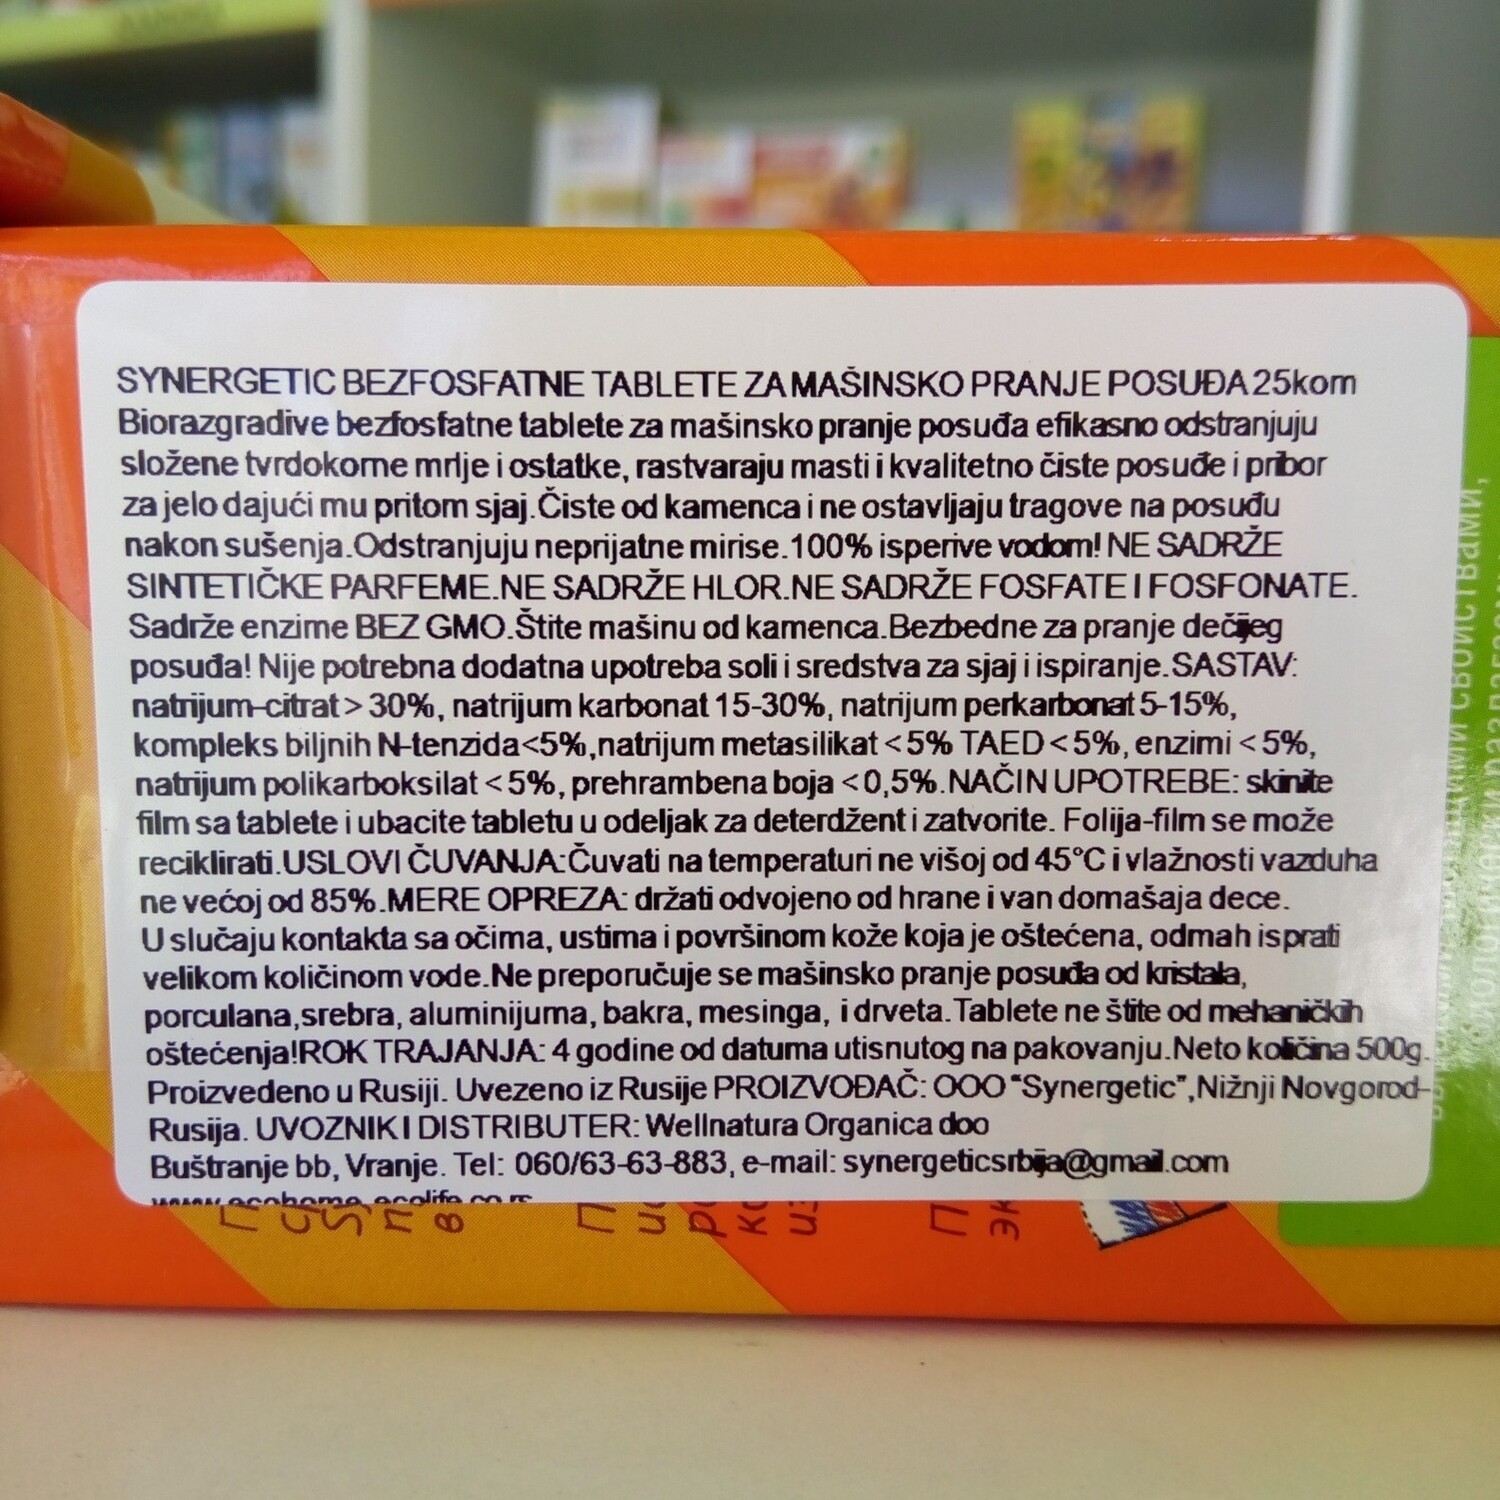 SYNERGETIC BEZFOSFATNE TABLETE ZA MAŠINSKO PRANJE POSUĐA 25kom
Biorazgradive bezfosfatne tablete za mašinsko pranje posuđa efikasno odstranjuju
složene tvrdokorne mrlje i ostatke, rastvaraju masti i kvalitetno čiste posuđe i pribor
za jelo dajući mu pritom sjaj.Čiste od kamenca i ne ostavljaju tragove na posuđu
nakon sušenja.Odstranjuju neprijatne mirise.100% isperive vodom! NE SADRŽE
SINTETIČKE PARFEME.NE SADRŽE HLOR.NE SADRŽE FOSFATE I FOSFONATE.
Sadrže enzime BEZ GMO.Štite mašinu od kamenca.Bezbedne za pranje dečijeg
posuđa! Nije potrebna dodatna upotreba soli i sredstva za sjaj i ispiranje.SASTAV:
natrijum-citrat > 30%, natrijum karbonat 15-30%, natrijum perkarbonat 5-15%,
kompleks biljnih N-tenzida<5%,natrijum metasilikat <5% TAED <5%, enzimi <5%,
natrijum polikarboksilat <5%, prehrambena boja <0,5%.NAČIN UPOTREBE: skinite
film sa tablete i ubacite tabletu u odeljak za deterdžent i zatvorite. Folija-film se može
reciklirati.USLOVI ČUVANJA:Čuvati na temperaturi ne višoj od 45°C i vlažnosti vazduha
ne većoj od 85%.MERE OPREZA: držati odvojeno od hrane i van domašaja dece.
U slučaju kontakta sa očima, ustima i površinom kože koja je oštećena, odmah isprati
velikom količinom vode.Ne preporučuje se mašinsko pranje posuđa od kristala,
porculana,srebra, aluminijuma, bakra, mesinga, i drveta.Tablete ne štite od mehaničkih
oštećenja!ROK TRAJANJA: 4 godine od datuma utisnutog na pakovanju.Neto količina 500g.
Proizvedeno u Rusiji. Uvezeno iz Rusije PROIZVOĐAČ: OOO "Synergetic",Nižnji Novgorod-
Rusija. UVOZNIK I DISTRIBUTER: Wellnatura Organica doo
Buštranje bb, Vranje. Tel: 060/63-63-883, e-mail: synergeticsrbija@gmail.com
www.ecohome-ecolife.co.rs